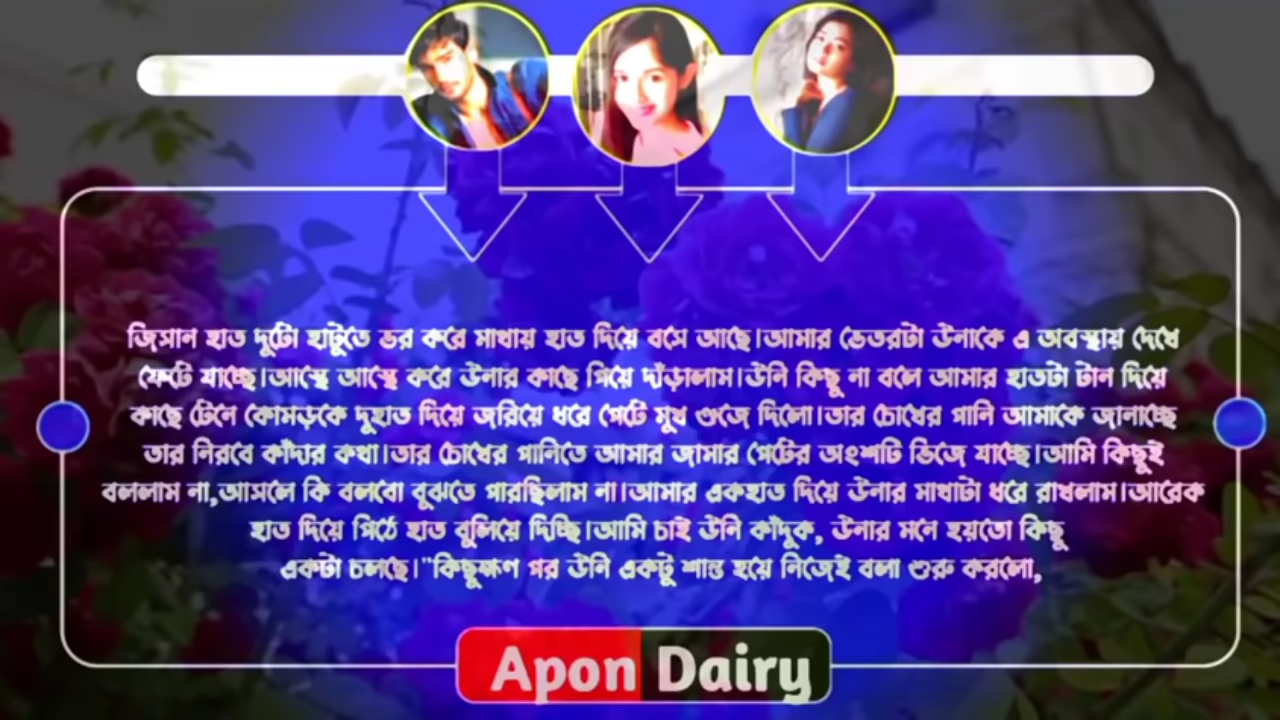 জিসান হাত দুটো হাটুতে ভর করে মাথায় হাত দিয়ে বসে আছে।আমার ভেতরটা উনাকে এ অবস্থায় দেখে
ফেটে যাচ্ছে।আস্থে আস্থে করে উনার কাছে গিয়ে দাঁড়ালাম।উনি কিছু না বলে আমার হাতটা টান দিয়ে
কাছে টেনে কোমড়কে দুহাত দিয়ে জরিয়ে ধরে পেটে মুখ গুজে দিলো।তার চোখের পানি আমাকে জানাচ্ছে
তার নিরবে কাঁদার কথা।তার চোখের পানিতে আমার জামার পেটের অংশটি ভিজে যাচ্ছে।আমি কিছুই
বললাম না,আসলে কি বলবো বুঝতে পারছিলাম না।আমার একহাত দিয়ে উনার মাথাটা ধরে রাখলাম।আরেক
হাত দিয়ে পিঠে হাত বুলিয়ে দিচ্ছি।আমি চাই উনি কাঁদুক, উনার মনে হয়তো কিছু
একটা চলছে।"কিছুক্ষণ পর উনি একটু শান্ত হয়ে নিজেই বলা শুরু করলো,
Apon Dairy